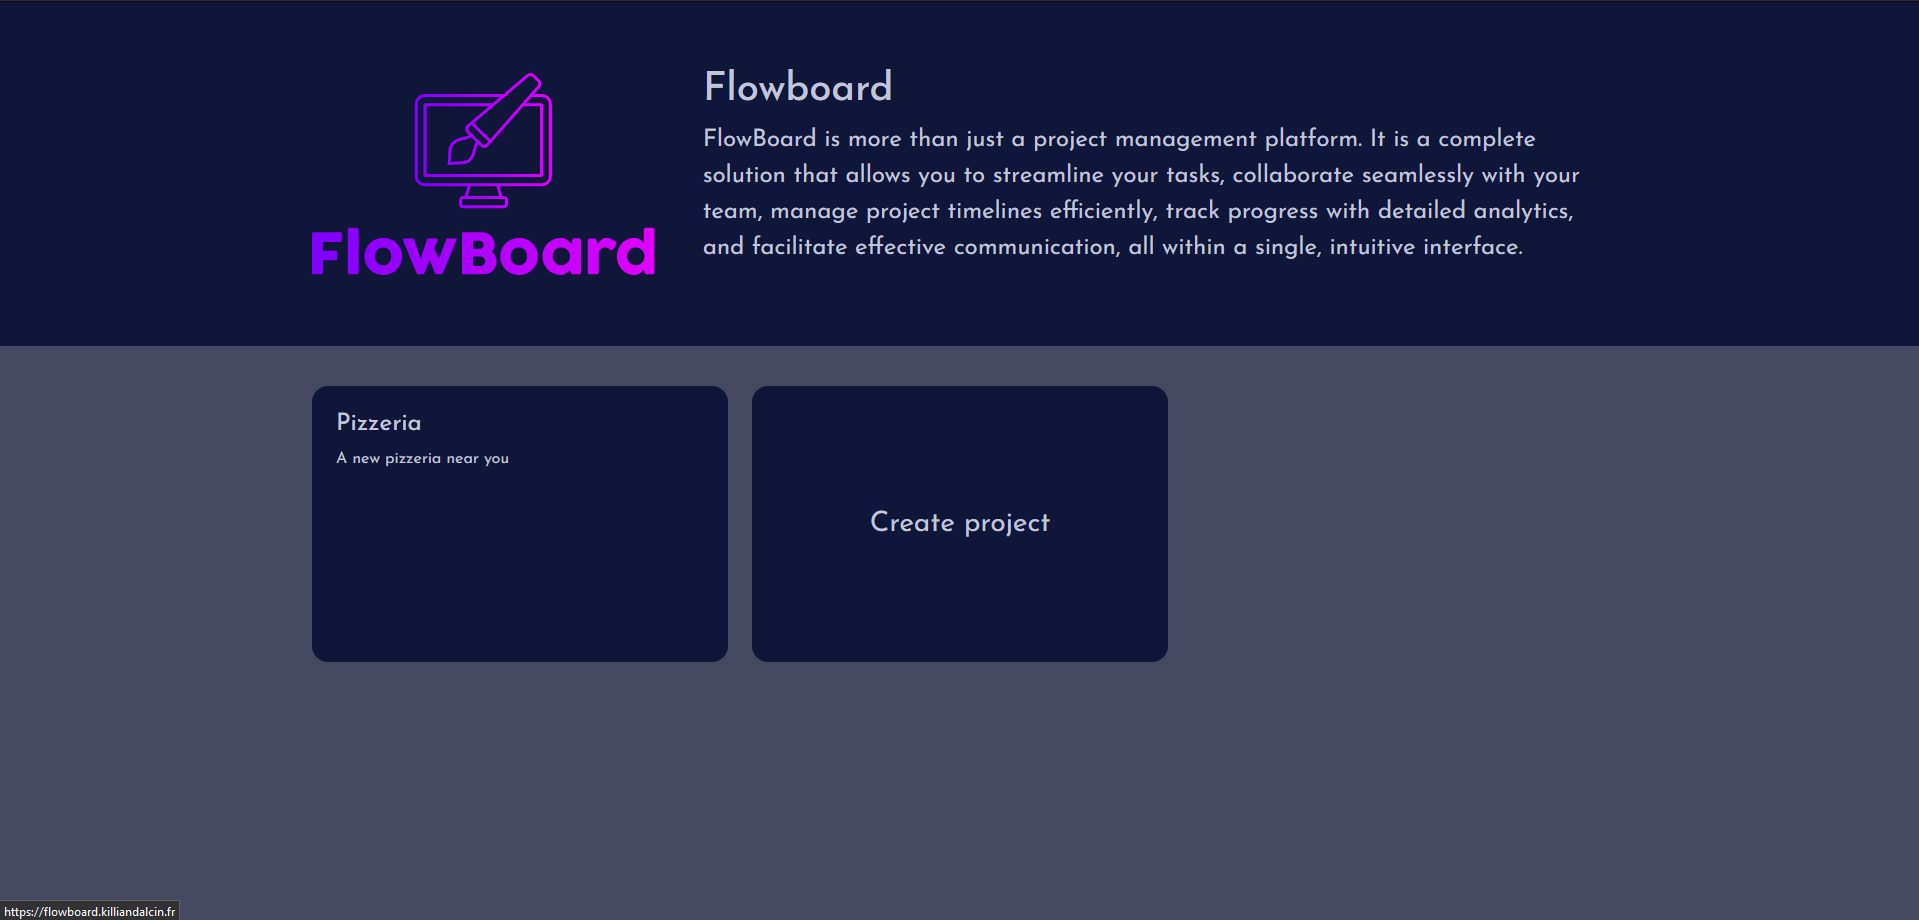 FlowBoard
Flowboard
FlowBoard is more than just a project management platform. It is a complete
solution that allows you to streamline your tasks, collaborate seamlessly with your
team, manage project timelines efficiently, track progress with detailed analytics,
and facilitate effective communication, all within a single, intuitive interface.
Pizzeria
A new pizzeria near you
Create project
https://flowboard.killiandalcin.fr